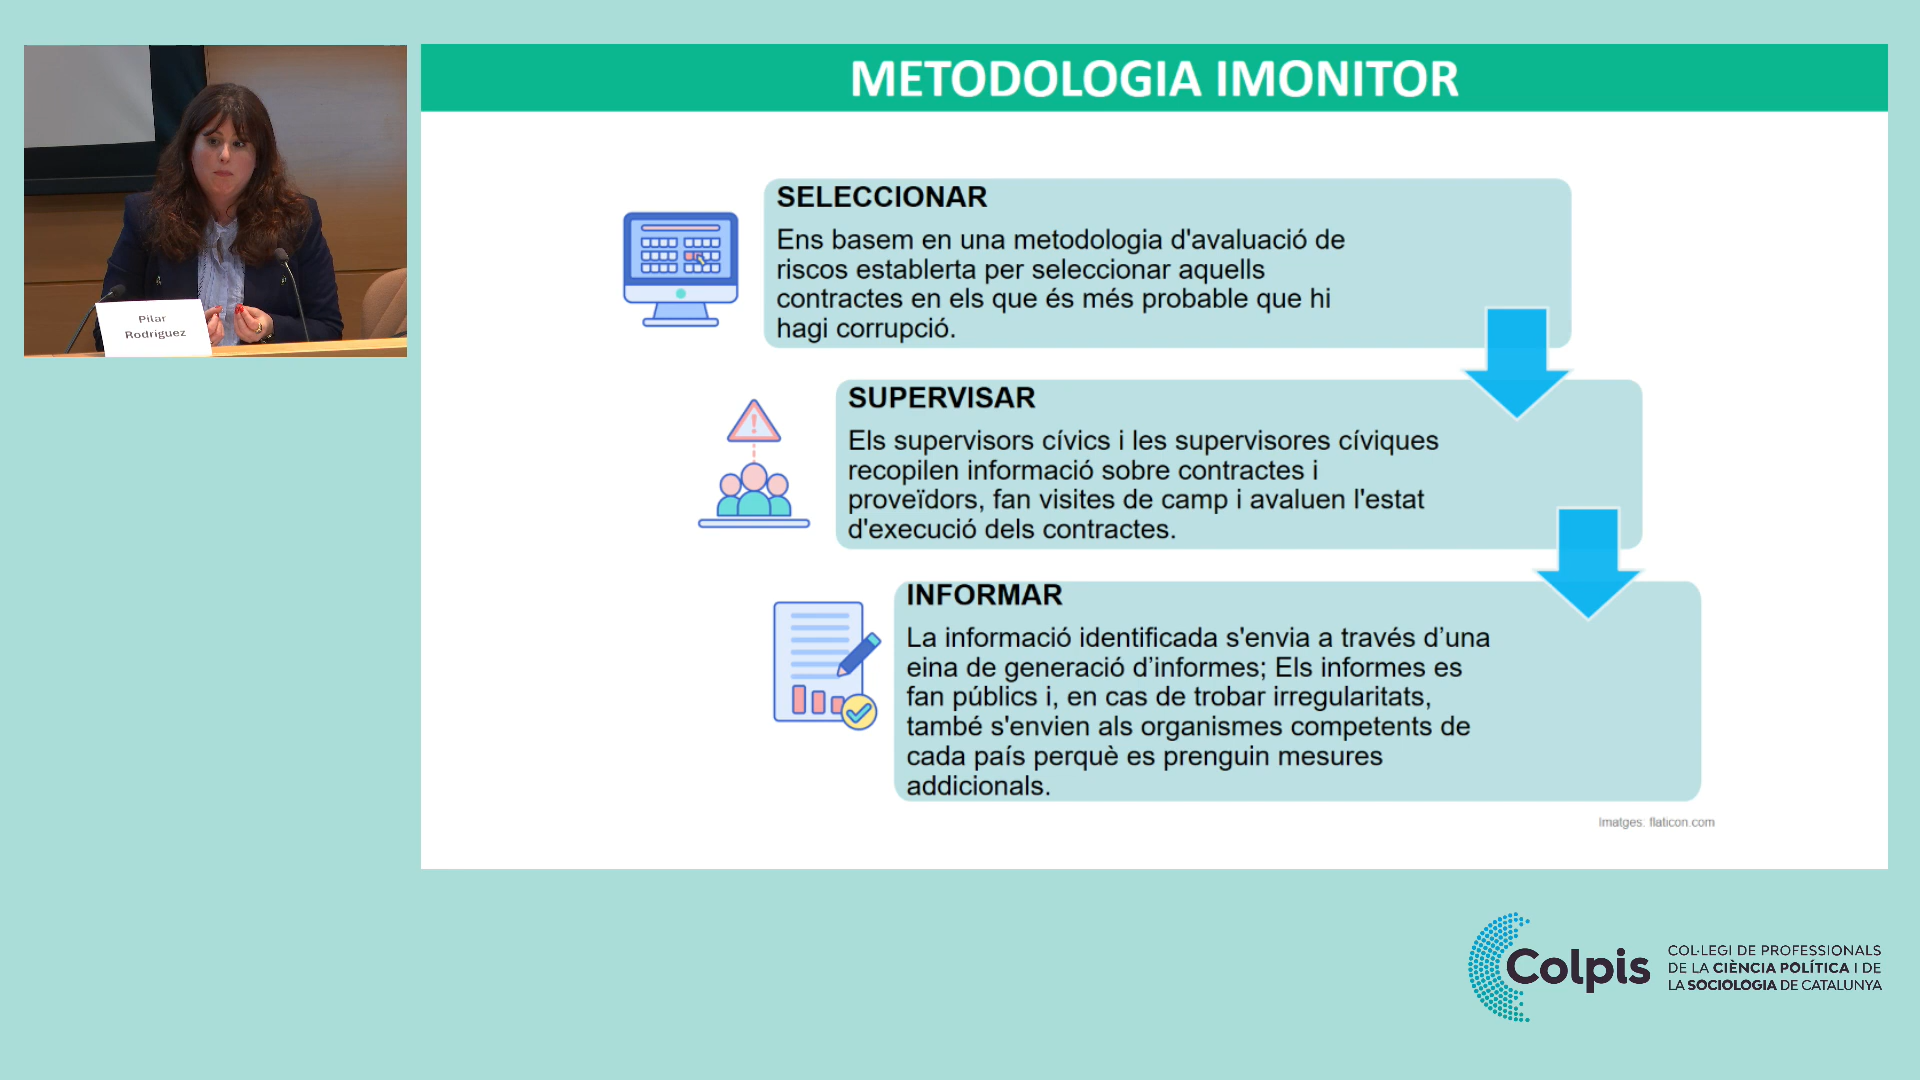 METODOLOGIA IMONITOR
SELECCIONAR
Ens basem en una metodologia d'avaluació de
riscos establerta per seleccionar aquells
contractes en els que és més probable que hi
hagi corrupció.
SUPERVISAR
Els supervisors cívics i les supervisores cíviques
recopilen informació sobre contractes i
proveïdors, fan visites de camp i avaluen l'estat
d'execució dels contractes.
INFORMAR
La informació identificada s'envia a través d’una
eina de generació d’informes; Els informes es
fan públics i, en cas de trobar irregularitats,
també s'envien als organismes competents de
cada país perquè es prenguin mesures
addicionals.
Imatges: flaticon.com
Pilar
Rodríguez
Colpis
COL·LEGI DE PROFESSIONALS
DE LA CIÈNCIA POLÍTICA I DE
LA SOCIOLOGIA DE CATALUNYA